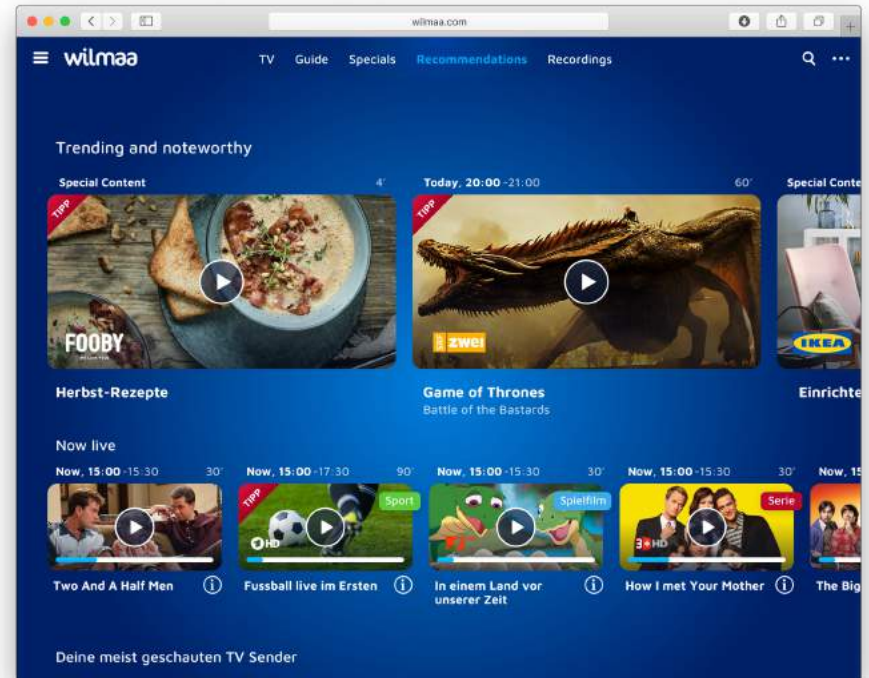 wilmaa.com
wilmaa
TV Guide Specials Recommendations Recordings
Trending and noteworthy
Special Content 4'
Today, 20:00 -21:00 60'
Special Conte
TIPP
FOOBY
TIPP
SRF zwei
IKEA
Herbst-Rezepte
Game of Thrones
Battle of the Bastards
Einrichte
Now live
Now, 15:00 -15:30 30'
Now, 15:00 -17:30 90'
Now, 15:00 -15:30 30'
Now, 15:00 -15:30 30'
Now, 15
TIPP
Sport
Spielfilm
Serie
HD
3+ HD
Two And A Half Men
Fussball live im Ersten
In einem Land vor
unserer Zeit
How I met Your Mother
The Big
Deine meist geschauten TV Sender